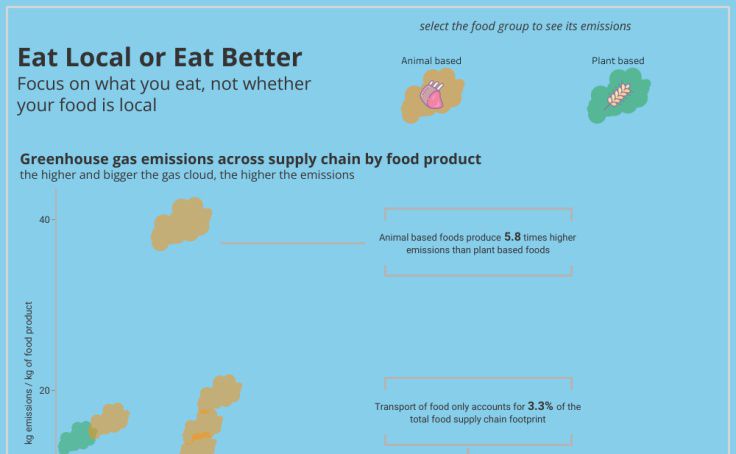 select the food group to see its emissions
Eat Local or Eat Better
Focus on what you eat, not whether
your food is local
Animal based
Plant based
Greenhouse gas emissions across supply chain by food product
the higher and bigger the gas cloud, the higher the emissions
40
Animal based foods produce 5.8 times higher
emissions than plant based foods
kg emissions / kg of food product
20
Transport of food only accounts for 3.3% of the
total food supply chain footprint